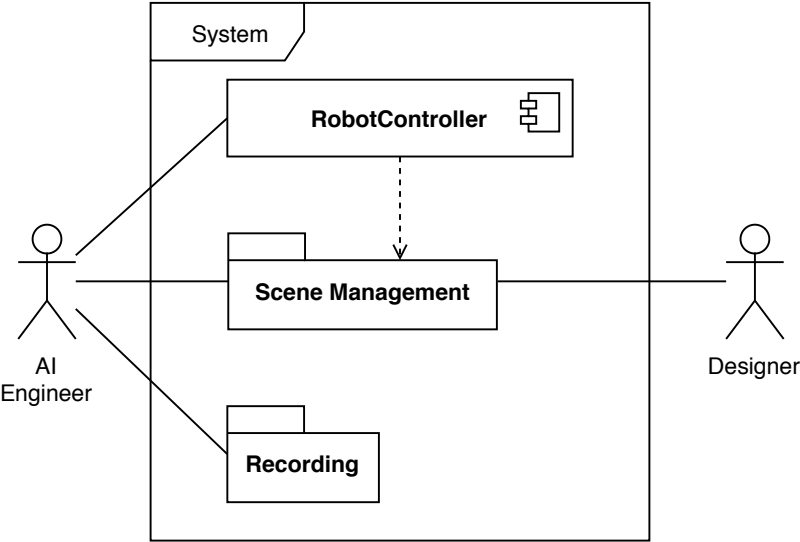 System
RobotController
Scene Management
AI
Engineer
Designer
Recording